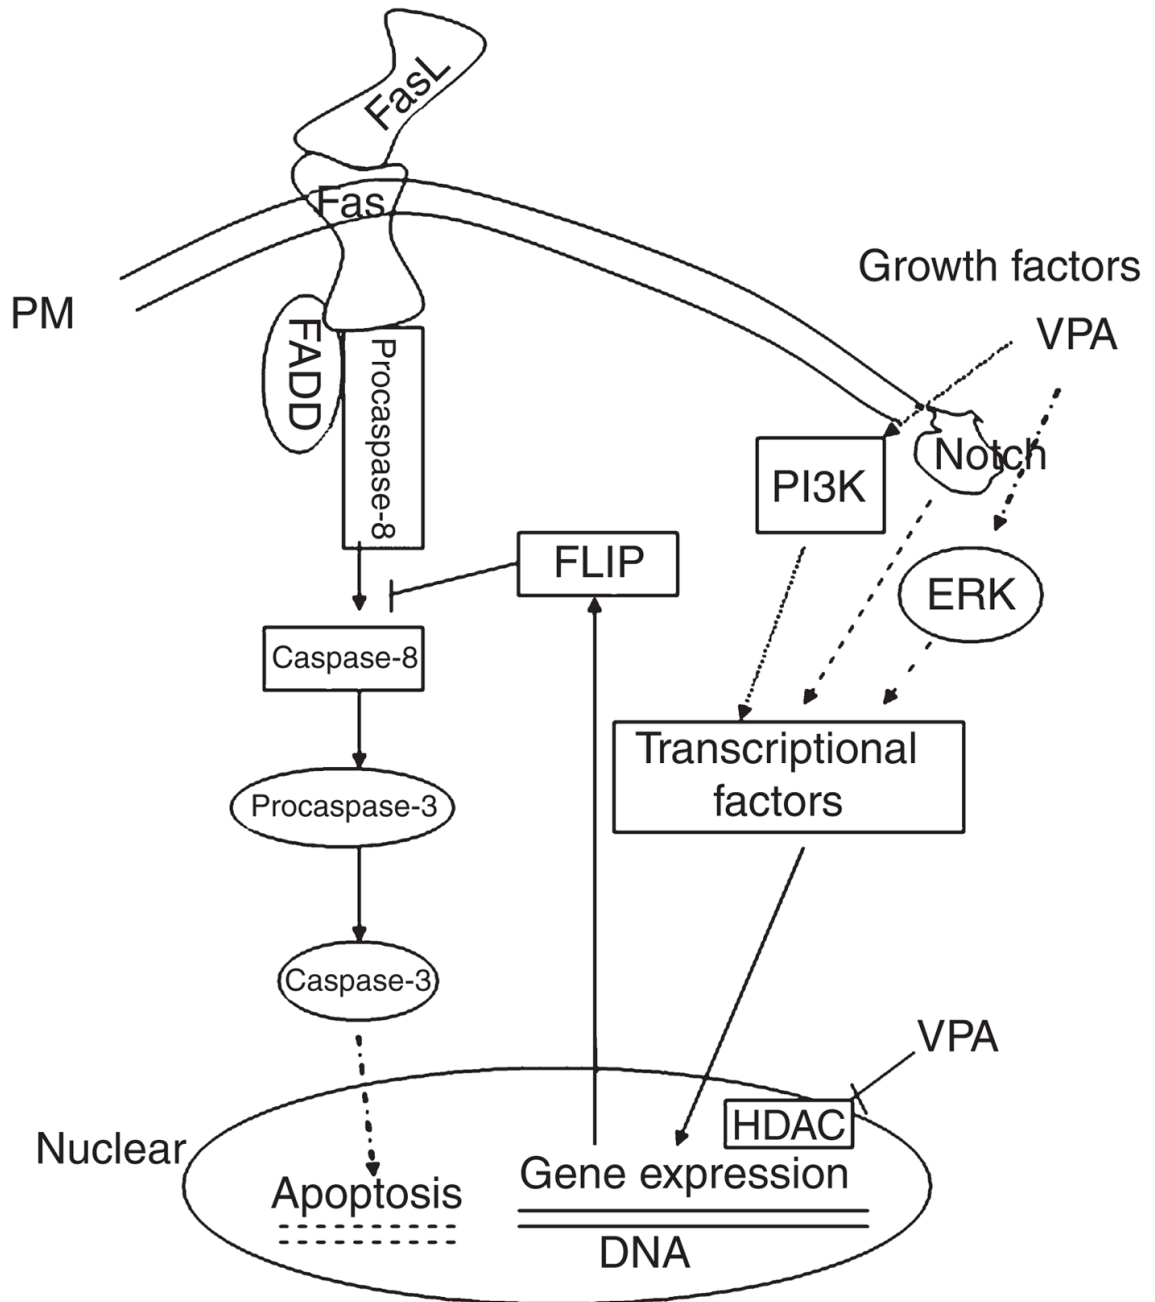 FasL
Fas
Growth factors
PM
VPA
FADD
Procaspase-8
Notch
PI3K
FLIP
ERK
Caspase-8
Transcriptional
factors
Procaspase-3
Caspase-3
VPA
HDAC
Nuclear
Gene expression
Apoptosis
DNA